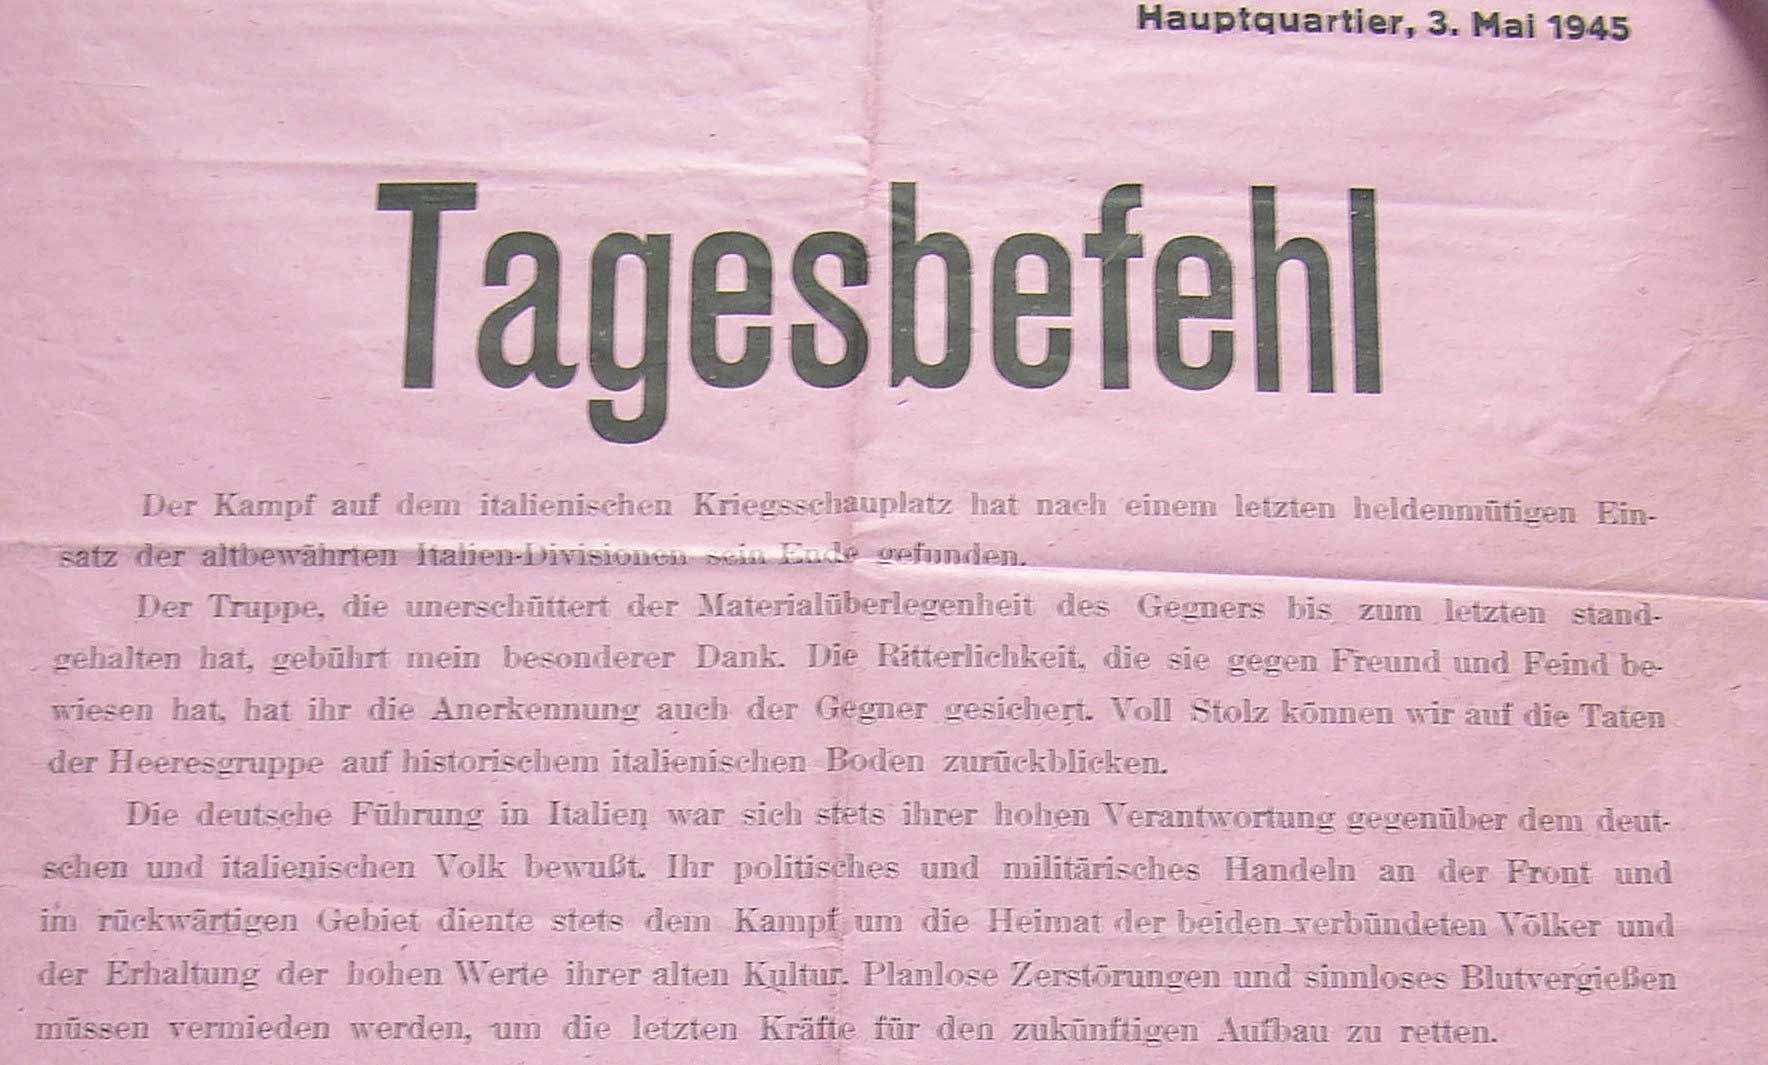 Hauptquartier, 3. Mai 1945
Tagesbefehl
Der Kampf auf dem italienischen Kriegsschauplatz hat nach einem letzten heldenmütigen Ein-
satz der altbewährten Italien-Divisionen sein Ende gefunden.
Der Truppe, die unerschüttert der Materialüberlegenheit des Gegners bis zum letzten stand-
gehalten hat, gebührt mein besonderer Dank. Die Ritterlichkeit, die sie gegen Freund und Feind be-
wiesen hat, hat ihr die Anerkennung auch der Gegner gesichert. Voll Stolz können wir auf die Taten
der Heeresgruppe auf historischem italienischen Boden zurückblicken.
Die deutsche Führung in Italien war sich stets ihrer hohen Verantwortung gegenüber dem deut-
schen und italienischen Volk bewußt. Ihr politisches und militärisches Handeln an der Front und
im rückwärtigen Gebiet diente stets dem Kampf um die Heimat der beiden verbündeten Völker und
der Erhaltung der hohen Werte ihrer alten Kultur. Planlose Zerstörungen und sinnloses Blutvergießen
müssen vermieden werden, um die letzten Kräfte für den zukünftigen Aufbau zu retten.